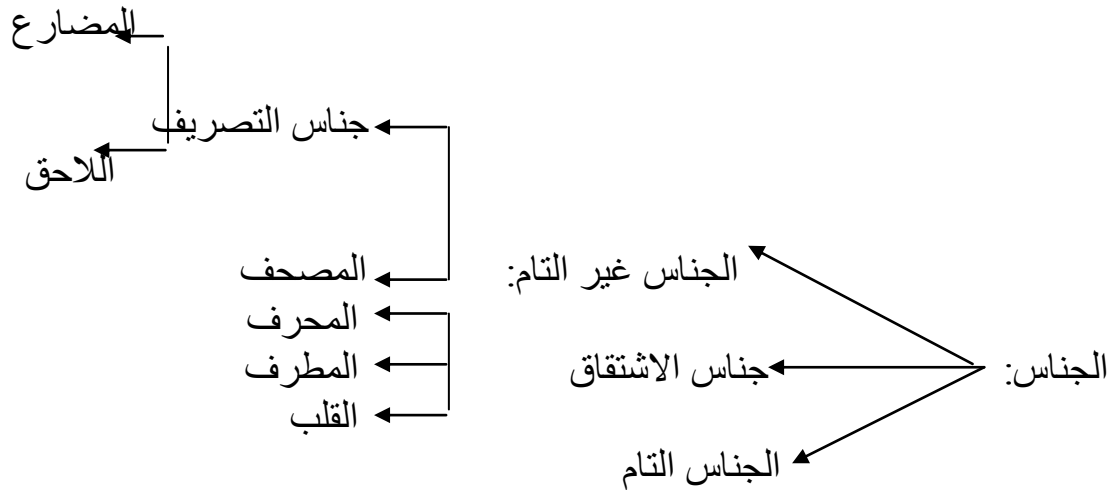 المضارع
جناس التصريف
اللاحق
الجناس غير التام:
المصحف
المحرف
الجناس:
جناس الاشتقاق
المطرف
القلب
الجناس التام